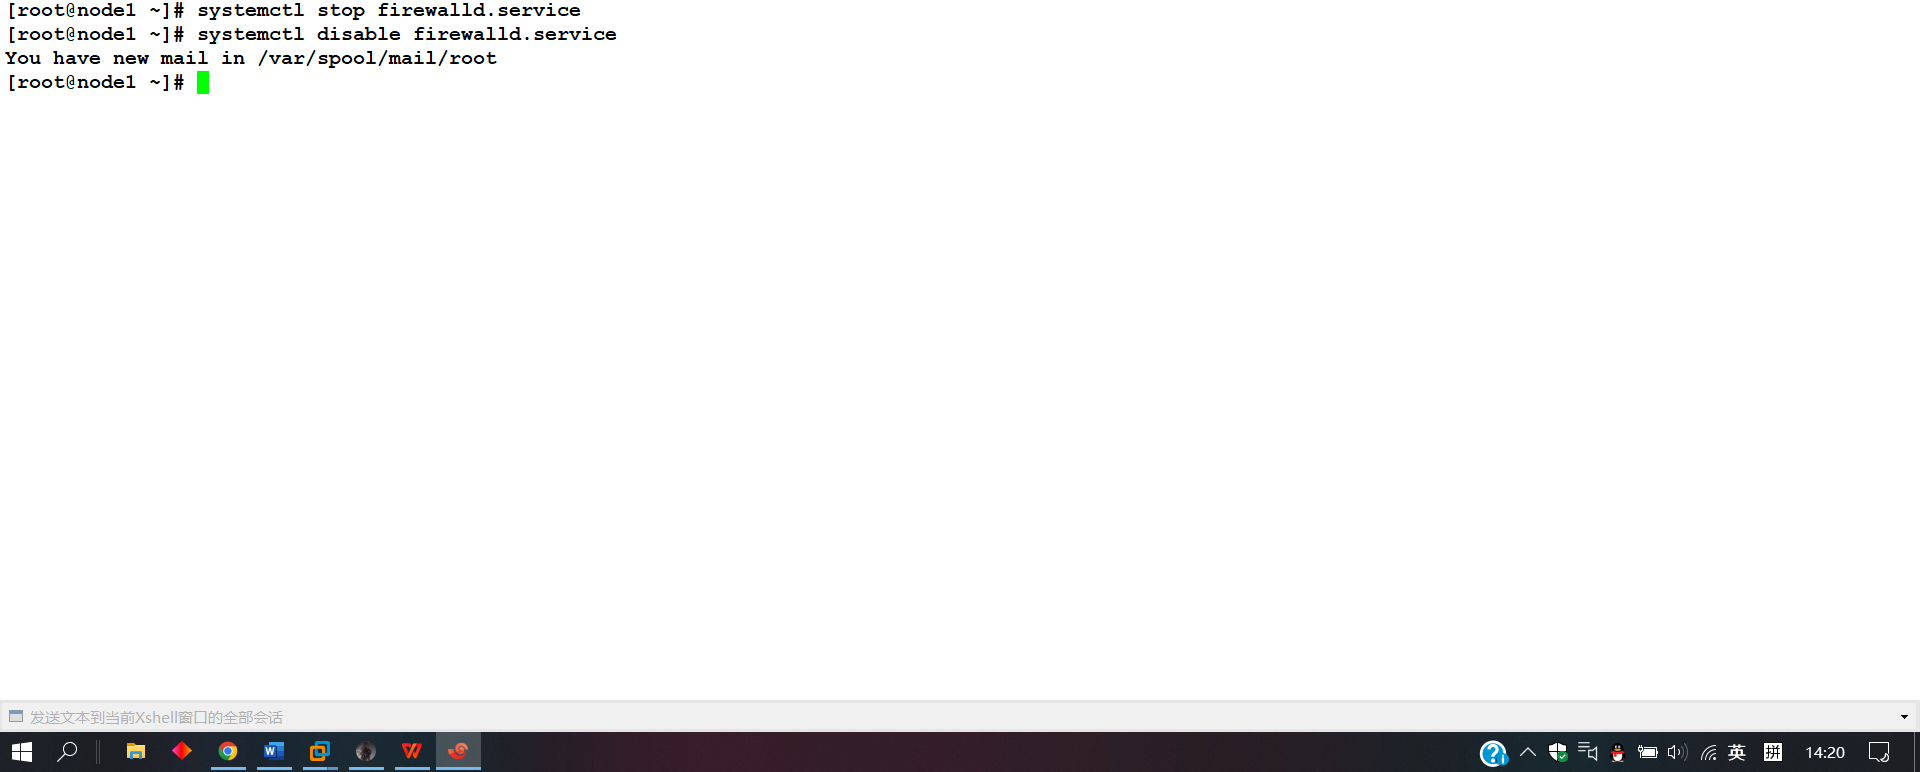 [root@node1 ~]# systemctl stop firewalld.service
[root@node1 ~]# systemctl disable firewalld.service
You have new mail in /var/spool/mail/root
[root@node1 ~]#
发送文本到当前Xshell窗口的全部会话
英 拼 14:20